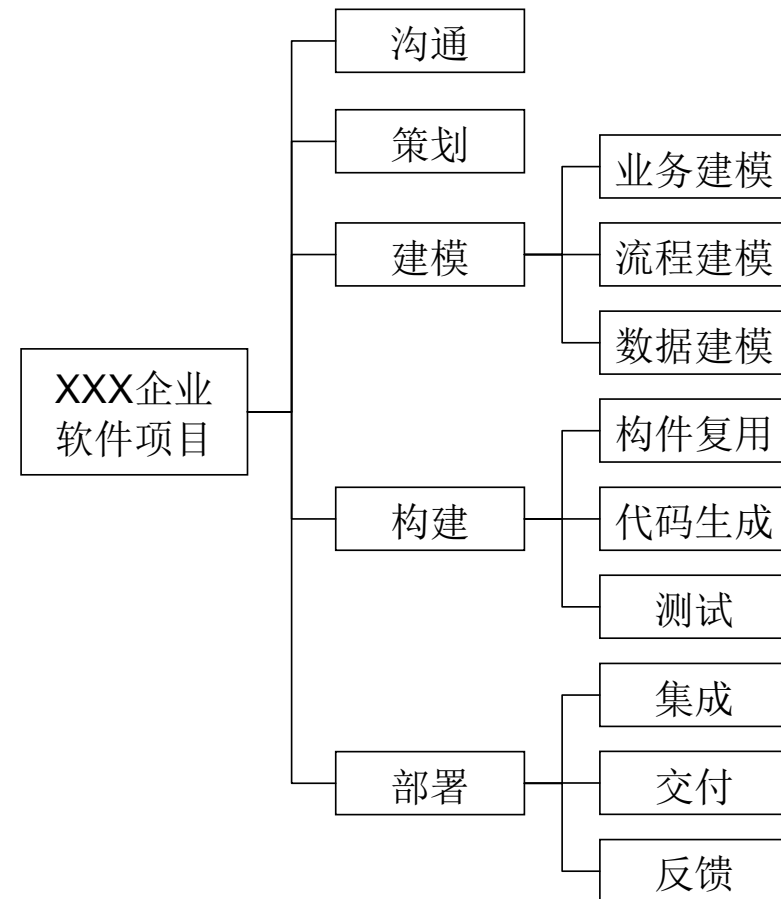 沟通
策划
建模
业务建模
流程建模
数据建模
XXX企业
软件项目
构建
构件复用
代码生成
测试
部署
集成
交付
反馈